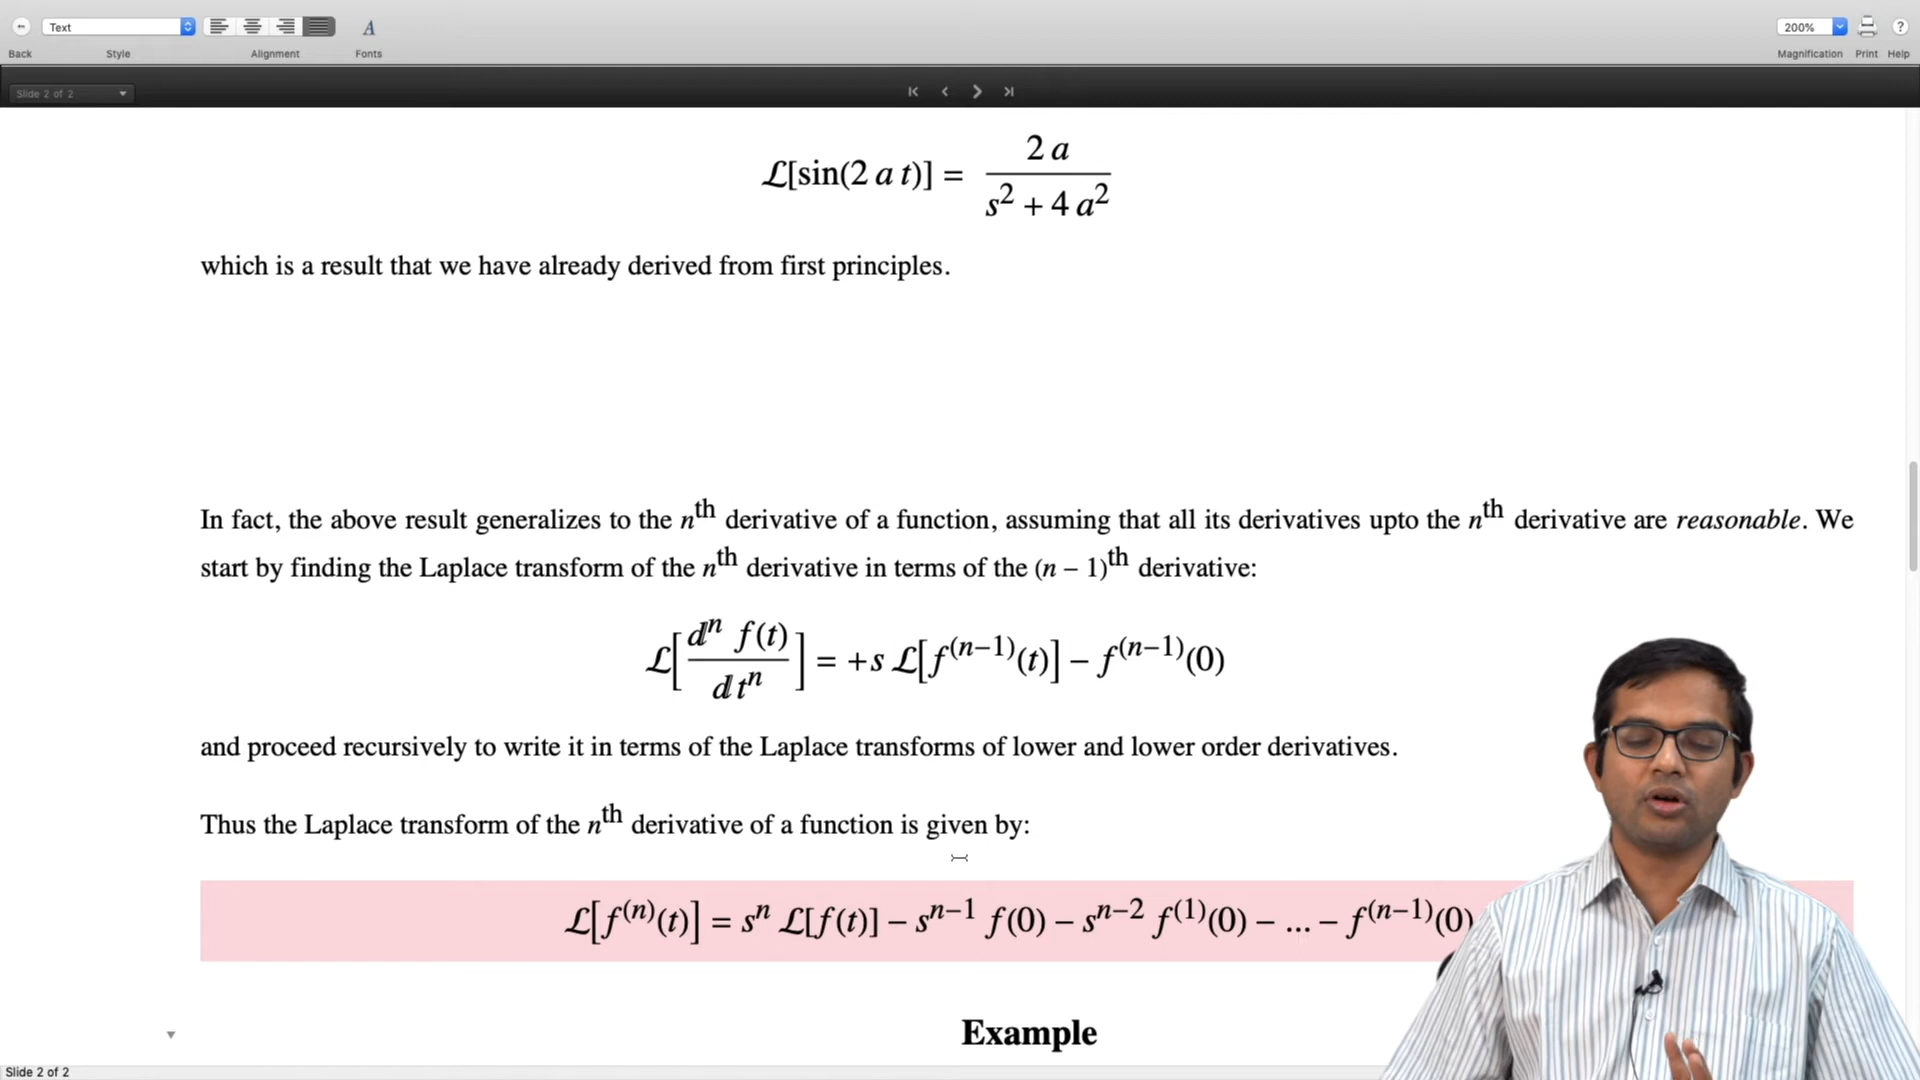 Text
200%
Back
Style
Alignment
Fonts
Magnification
Print
Help
Slide 2 of 2
ℒ[sin(2 a t)] = 2 a / (s² + 4 a²)
which is a result that we have already derived from first principles.
In fact, the above result generalizes to the nᵗʰ derivative of a function, assuming that all its derivatives upto the nᵗʰ derivative are reasonable. We
start by finding the Laplace transform of the nᵗʰ derivative in terms of the (n − 1)ᵗʰ derivative:
ℒ[dⁿ f(t) / dtⁿ] = +s ℒ[f⁽ⁿ⁻¹⁾(t)] − f⁽ⁿ⁻¹⁾(0)
and proceed recursively to write it in terms of the Laplace transforms of lower and lower order derivatives.
Thus the Laplace transform of the nᵗʰ derivative of a function is given by:
ℒ[f⁽ⁿ⁾(t)] = sⁿ ℒ[f(t)] − sⁿ⁻¹ f(0) − sⁿ⁻² f⁽¹⁾(0) − ... − f⁽ⁿ⁻¹⁾(0)
Example
Slide 2 of 2